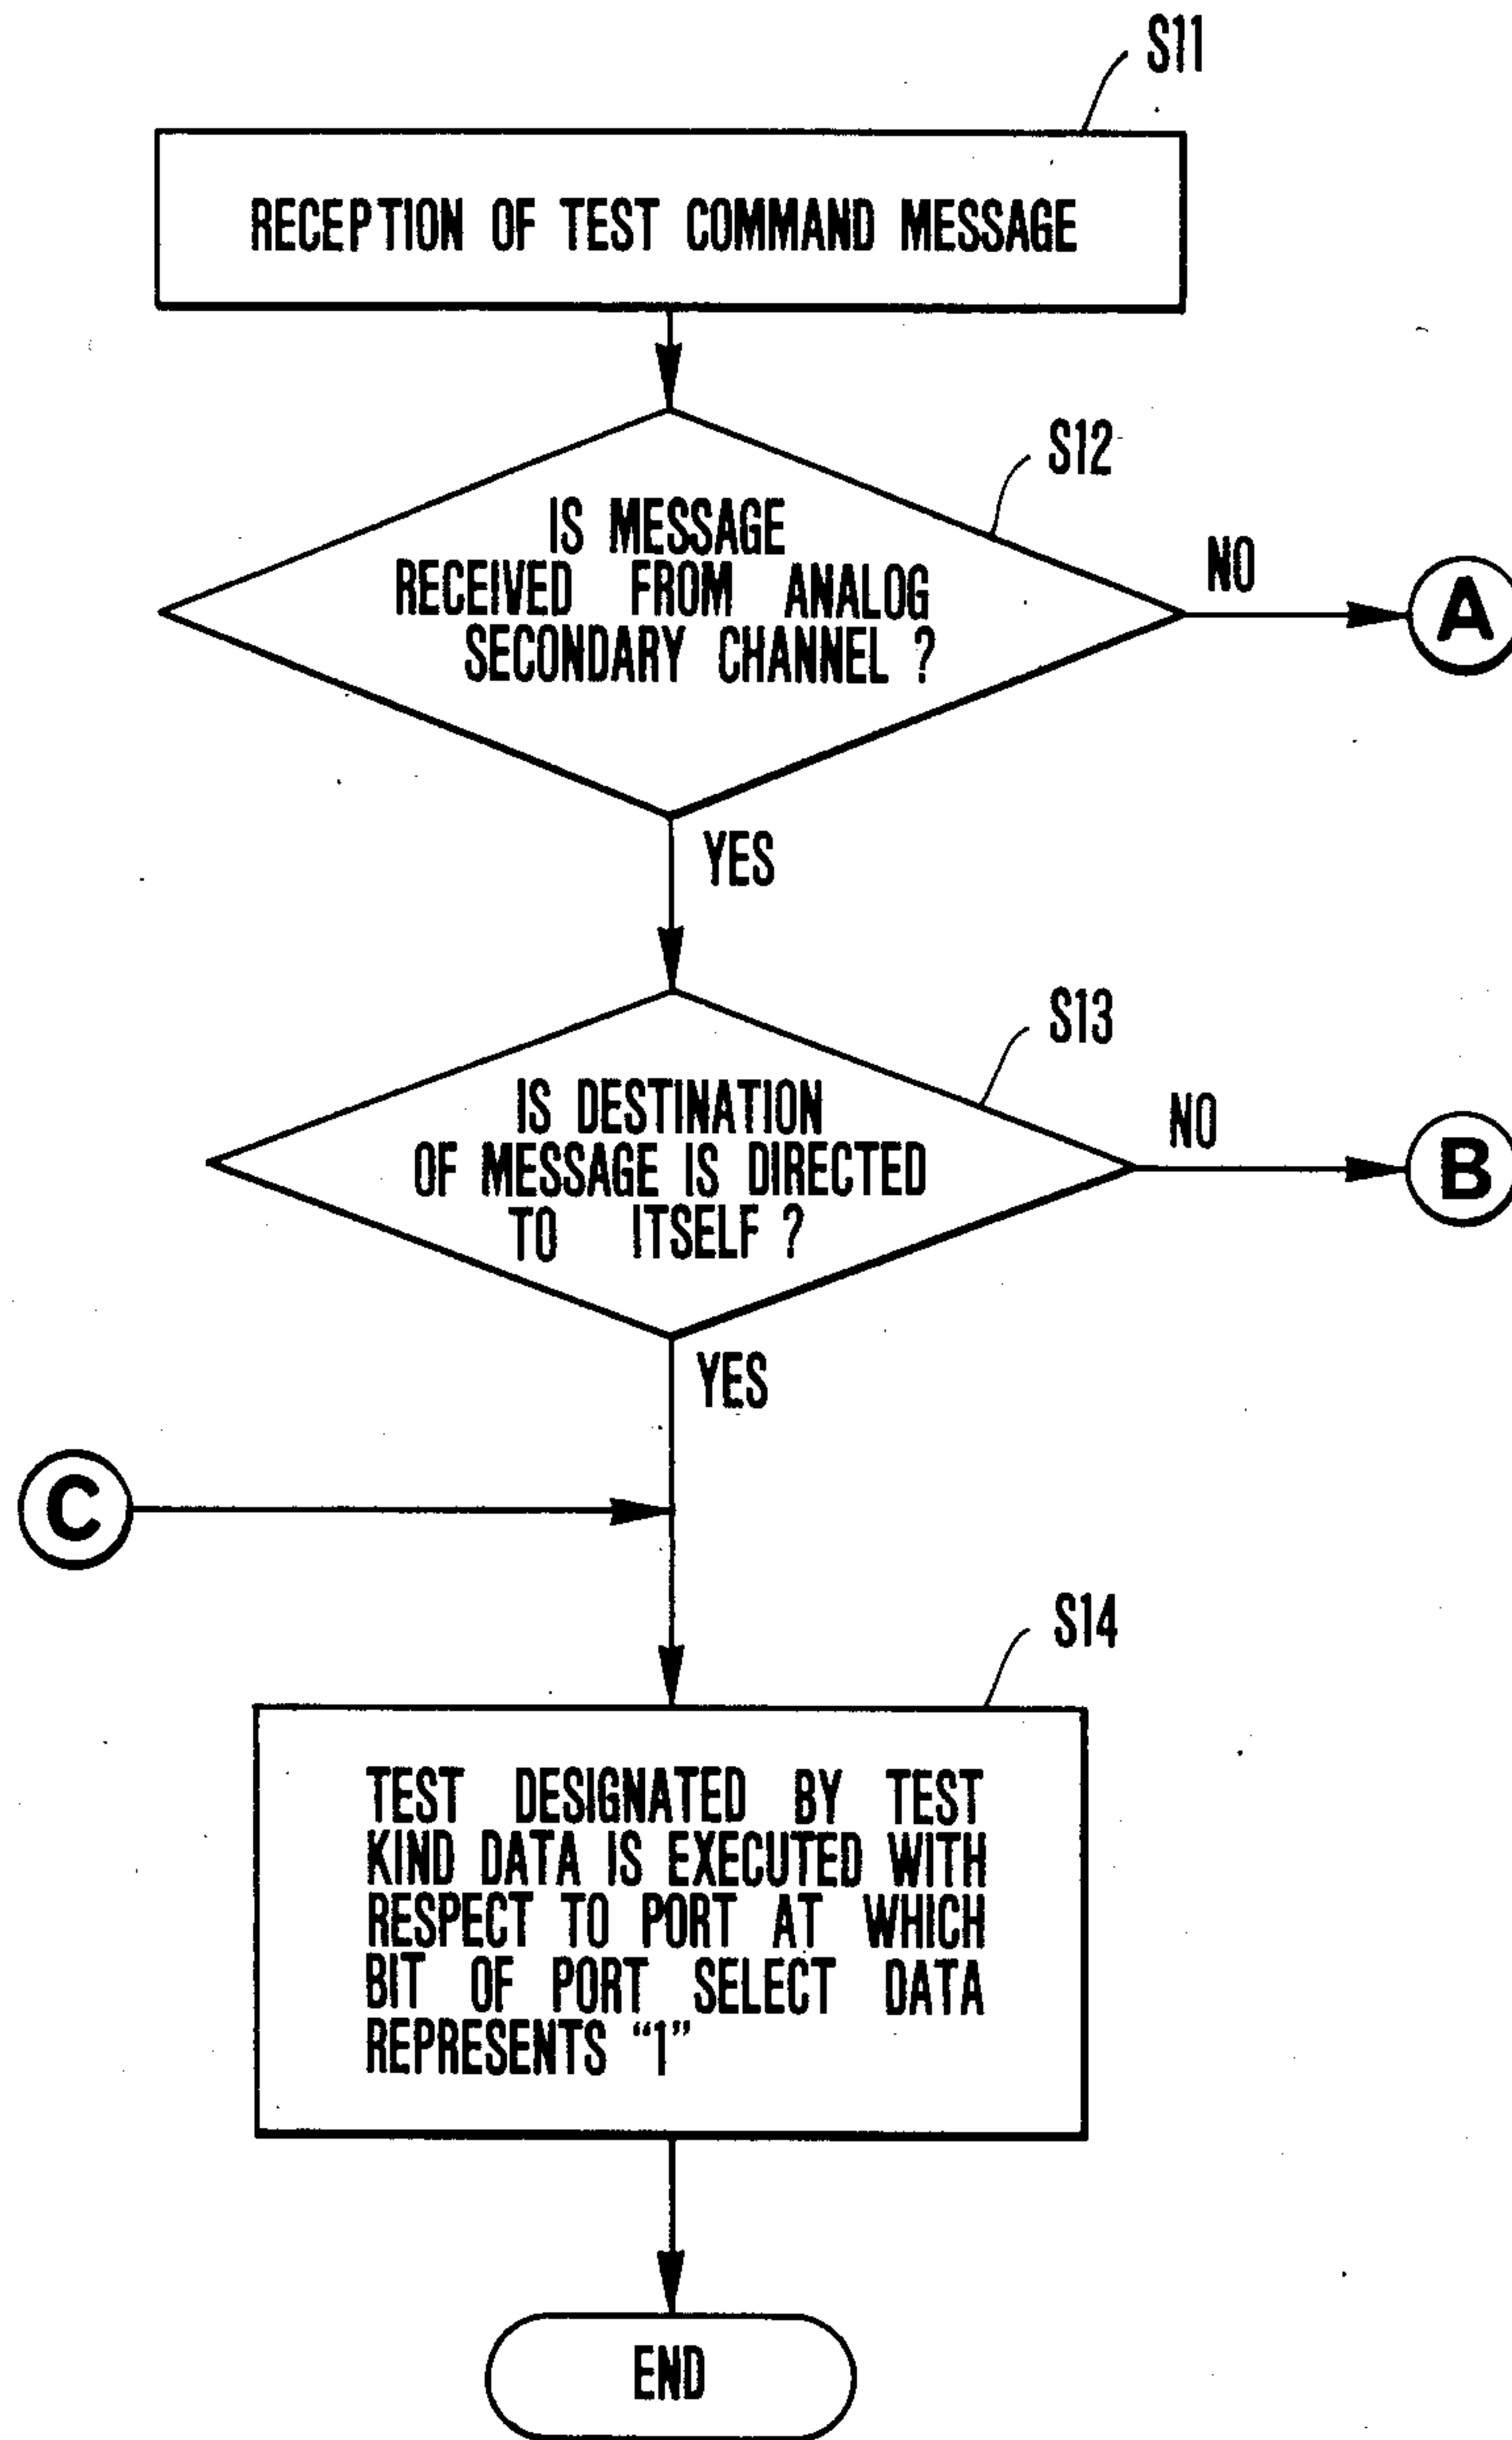 S11
RECEPTION OF TEST COMMAND MESSAGE
S12
IS MESSAGE
RECEIVED FROM ANALOG
SECONDARY CHANNEL ?
NO
A
YES
S13
IS DESTINATION
OF MESSAGE IS DIRECTED
TO ITSELF ?
NO
B
YES
C
S14
TEST DESIGNATED BY TEST
KIND DATA IS EXECUTED WITH
RESPECT TO PORT AT WHICH
BIT OF PORT SELECT DATA
REPRESENTS “1”
END